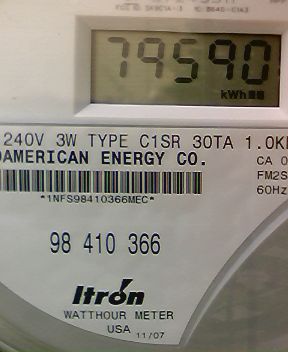 79590
kWh
240V 3W TYPE C1SR 30TA 1.0K
AMERICAN ENERGY CO.
CA 0
FM2S
60Hz
*1NFS98410366MEC*
98 410 366
Itron
WATTHOUR METER
USA 11/07